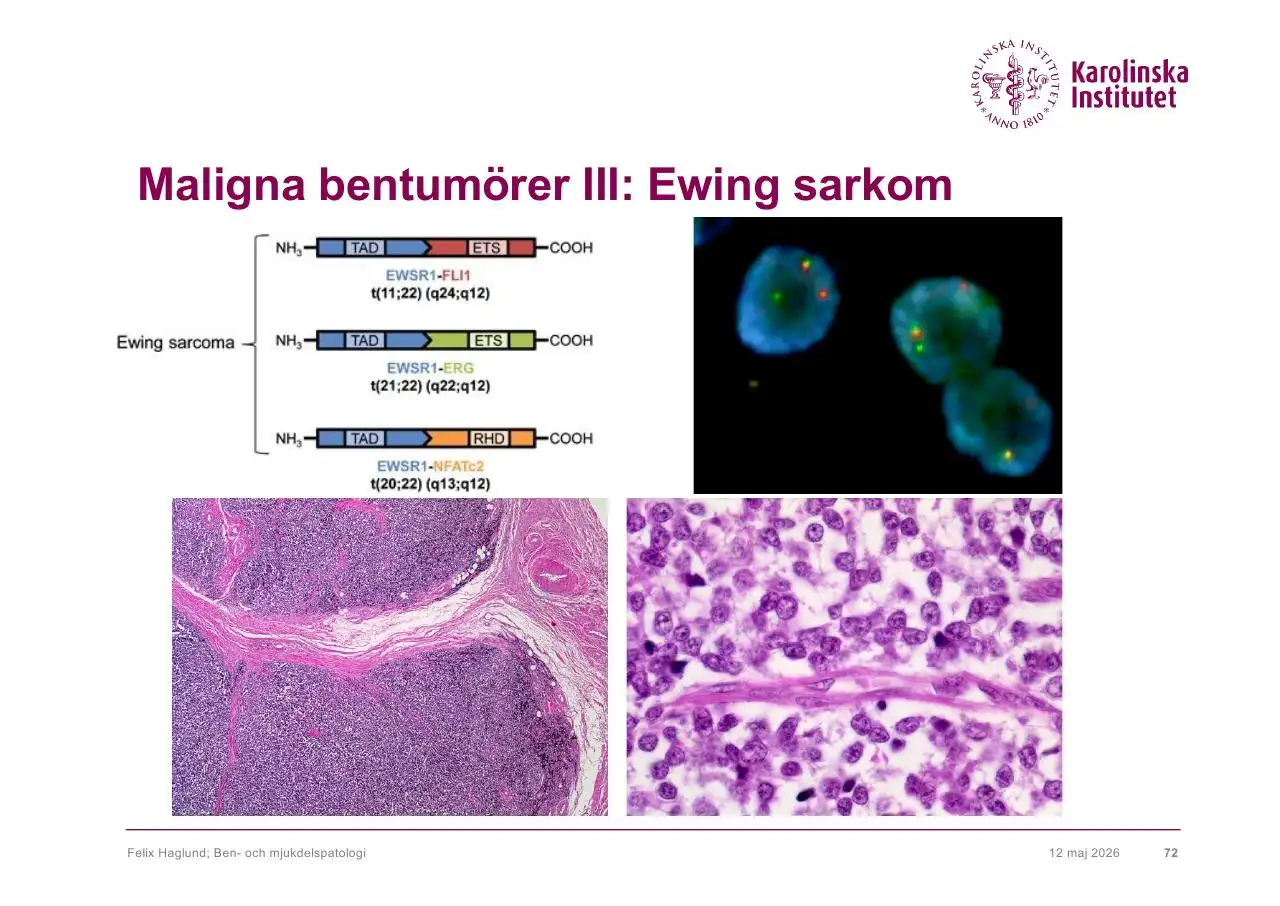 KAROLINSKA INSTITUTET
ANNO 1810
Karolinska
Institutet
Maligna bentumörer III: Ewing sarkom
Ewing sarcoma
NH3 TAD ETS COOH
EWSR1-FLI1
t(11;22) (q24;q12)
NH3 TAD ETS COOH
EWSR1-ERG
t(21;22) (q22;q12)
NH3 TAD RHD COOH
EWSR1-NFATc2
t(20;22) (q13;q12)
Felix Haglund; Ben- och mjukdelspatologi 12 maj 2026 72